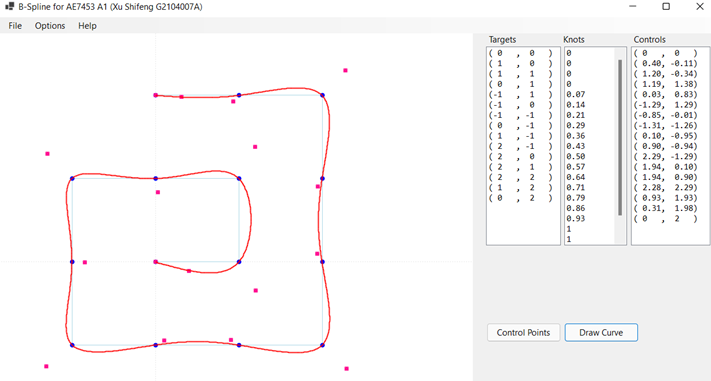 B-Spline for AE7453 A1 (Xu Shifeng G2104007A)
File Options Help
Targets
( 0 , 0 )
( 1 , 0 )
( 1 , 1 )
( 0 , 1 )
(-1 , 1 )
(-1 , 0 )
(-1 , -1 )
( 0 , -1 )
( 1 , -1 )
( 2 , -1 )
( 2 , 0 )
( 2 , 1 )
( 2 , 2 )
( 1 , 2 )
( 0 , 2 )
Knots
0
0
0
0
0.07
0.14
0.21
0.29
0.36
0.43
0.50
0.57
0.64
0.71
0.79
0.86
0.93
1
1
Controls
( 0 , 0 )
( 0.40, -0.11)
( 1.20, -0.34)
( 1.19, 1.38)
( 0.03, 0.83)
(-1.29, 1.29)
(-0.85, -0.01)
(-1.31, -1.26)
( 0.10, -0.95)
( 0.90, -0.94)
( 2.29, -1.29)
( 1.94, 0.10)
( 1.94, 0.90)
( 2.28, 2.29)
( 0.93, 1.93)
( 0.31, 1.98)
( 0 , 2 )
Control Points
Draw Curve